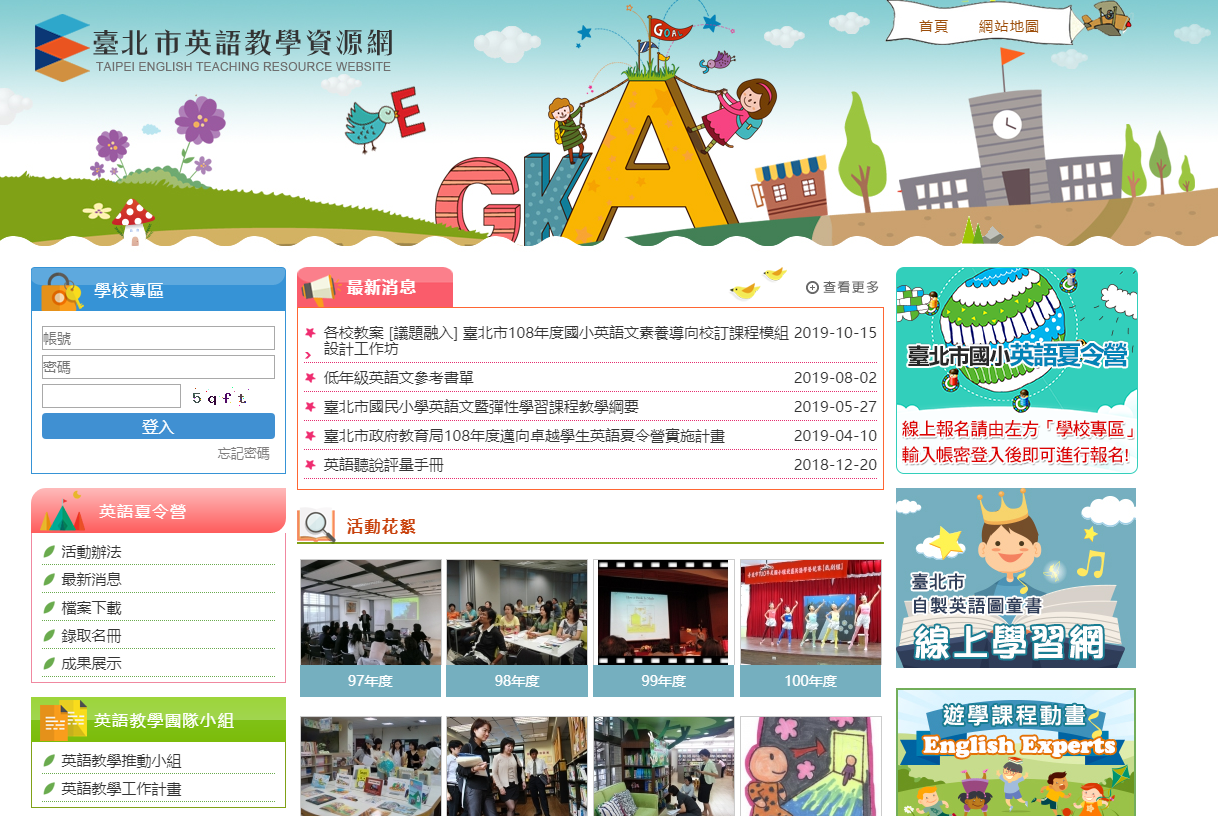 臺北市英語教學資源網
TAIPEI ENGLISH TEACHING RESOURCE WEBSITE
首頁
網站地圖
GOAL
E
G
K
A
學校專區
帳號
密碼
5qft
登入
忘記密碼
英語夏令營
活動辦法
最新消息
檔案下載
錄取名冊
成果展示
英語教學團隊小組
英語教學推動小組
英語教學工作計畫
最新消息
查看更多
各校教案 [議題融入] 臺北市108年度國小英語文素養導向校訂課程模組 2019-10-15
設計工作坊
低年級英語文參考書單 2019-08-02
臺北市國民小學英語文暨彈性學習課程教學綱要 2019-05-27
臺北市政府教育局108年度邁向卓越學生英語夏令營實施計畫 2019-04-10
英語聽說評量手冊 2018-12-20
活動花絮
97年度
98年度
99年度
100年度
臺北市國小英語夏令營
線上報名請由左方「學校專區」
輸入帳密登入後即可進行報名!
臺北市
自製英語圖童書
線上學習網
遊學課程動畫
English Experts